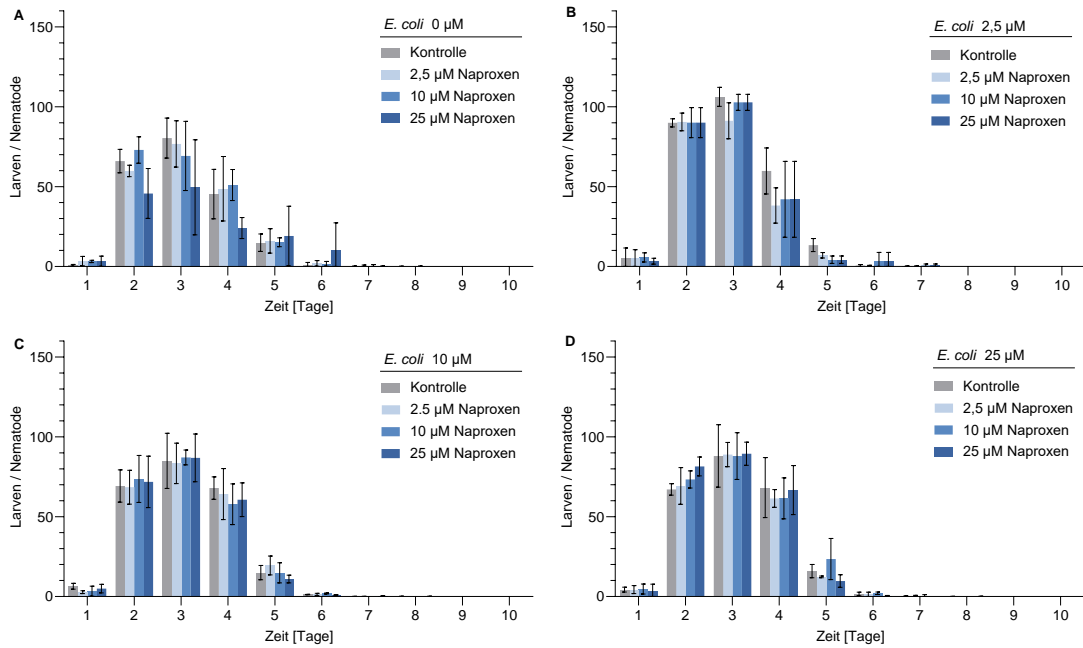 A
E. coli 0 µM
Kontrolle
2,5 µM Naproxen
10 µM Naproxen
25 µM Naproxen
Larven / Nematode
150
100
50
0
1 2 3 4 5 6 7 8 9 10
Zeit [Tage]
B
E. coli 2,5 µM
Kontrolle
2,5 µM Naproxen
10 µM Naproxen
25 µM Naproxen
Larven / Nematode
150
100
50
0
1 2 3 4 5 6 7 8 9 10
Zeit [Tage]
C
E. coli 10 µM
Kontrolle
2.5 µM Naproxen
10 µM Naproxen
25 µM Naproxen
Larven / Nematode
150
100
50
0
1 2 3 4 5 6 7 8 9 10
Zeit [Tage]
D
E. coli 25 µM
Kontrolle
2,5 µM Naproxen
10 µM Naproxen
25 µM Naproxen
Larven / Nematode
150
100
50
0
1 2 3 4 5 6 7 8 9 10
Zeit [Tage]